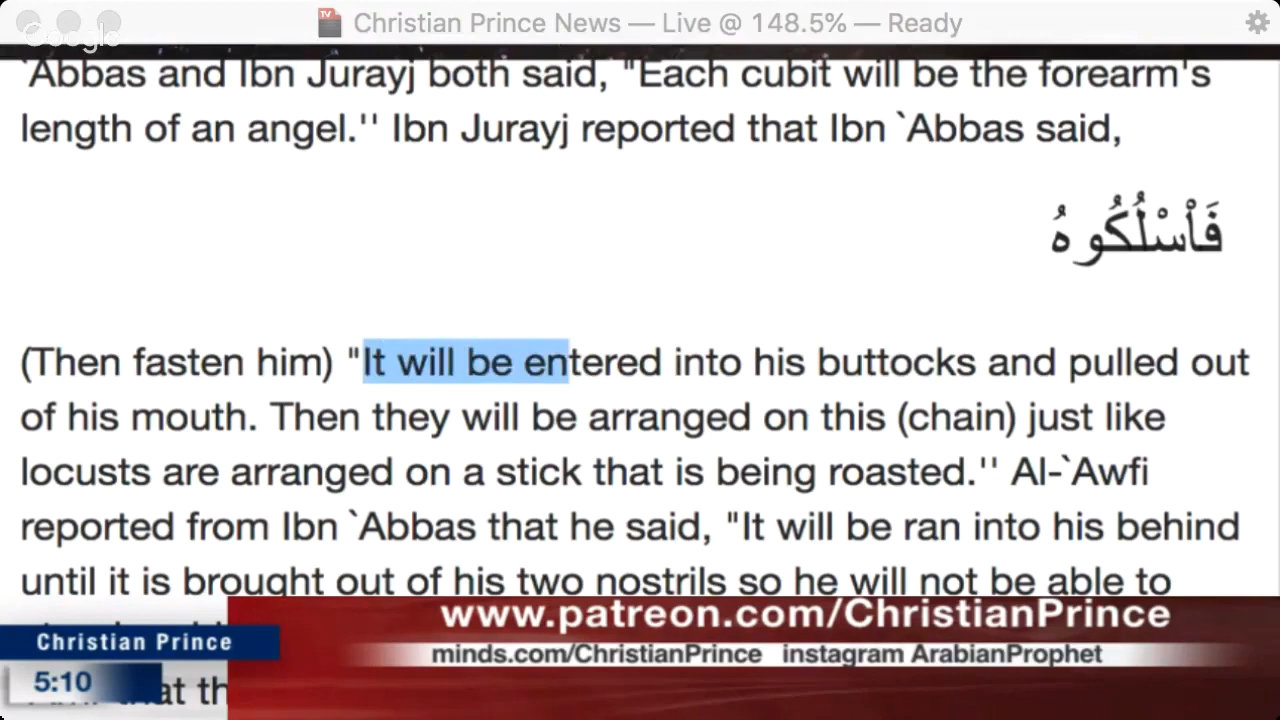 Christian Prince News — Live @ 148.5% — Ready
Google
`Abbas and Ibn Jurayj both said, "Each cubit will be the forearm's
length of an angel.'' Ibn Jurayj reported that Ibn `Abbas said,
فَاْسْلُكُوهُ
(Then fasten him) "It will be entered into his buttocks and pulled out
of his mouth. Then they will be arranged on this (chain) just like
locusts are arranged on a stick that is being roasted.'' Al-`Awfi
reported from Ibn `Abbas that he said, "It will be ran into his behind
until it is brought out of his two nostrils so he will not be able to
www.patreon.com/ChristianPrince
Christian Prince
minds.com/ChristianPrince instagram ArabianProphet
5:10